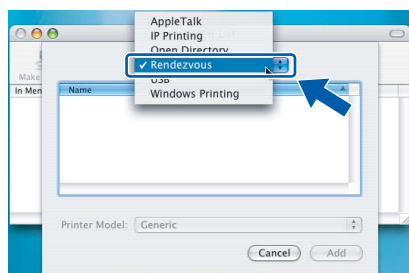 AppleTalk
IP Printing
Open Directory
✓ Rendezvous
USB
Windows Printing
Make
In Men
Name
Printer Model: Generic
Cancel Add